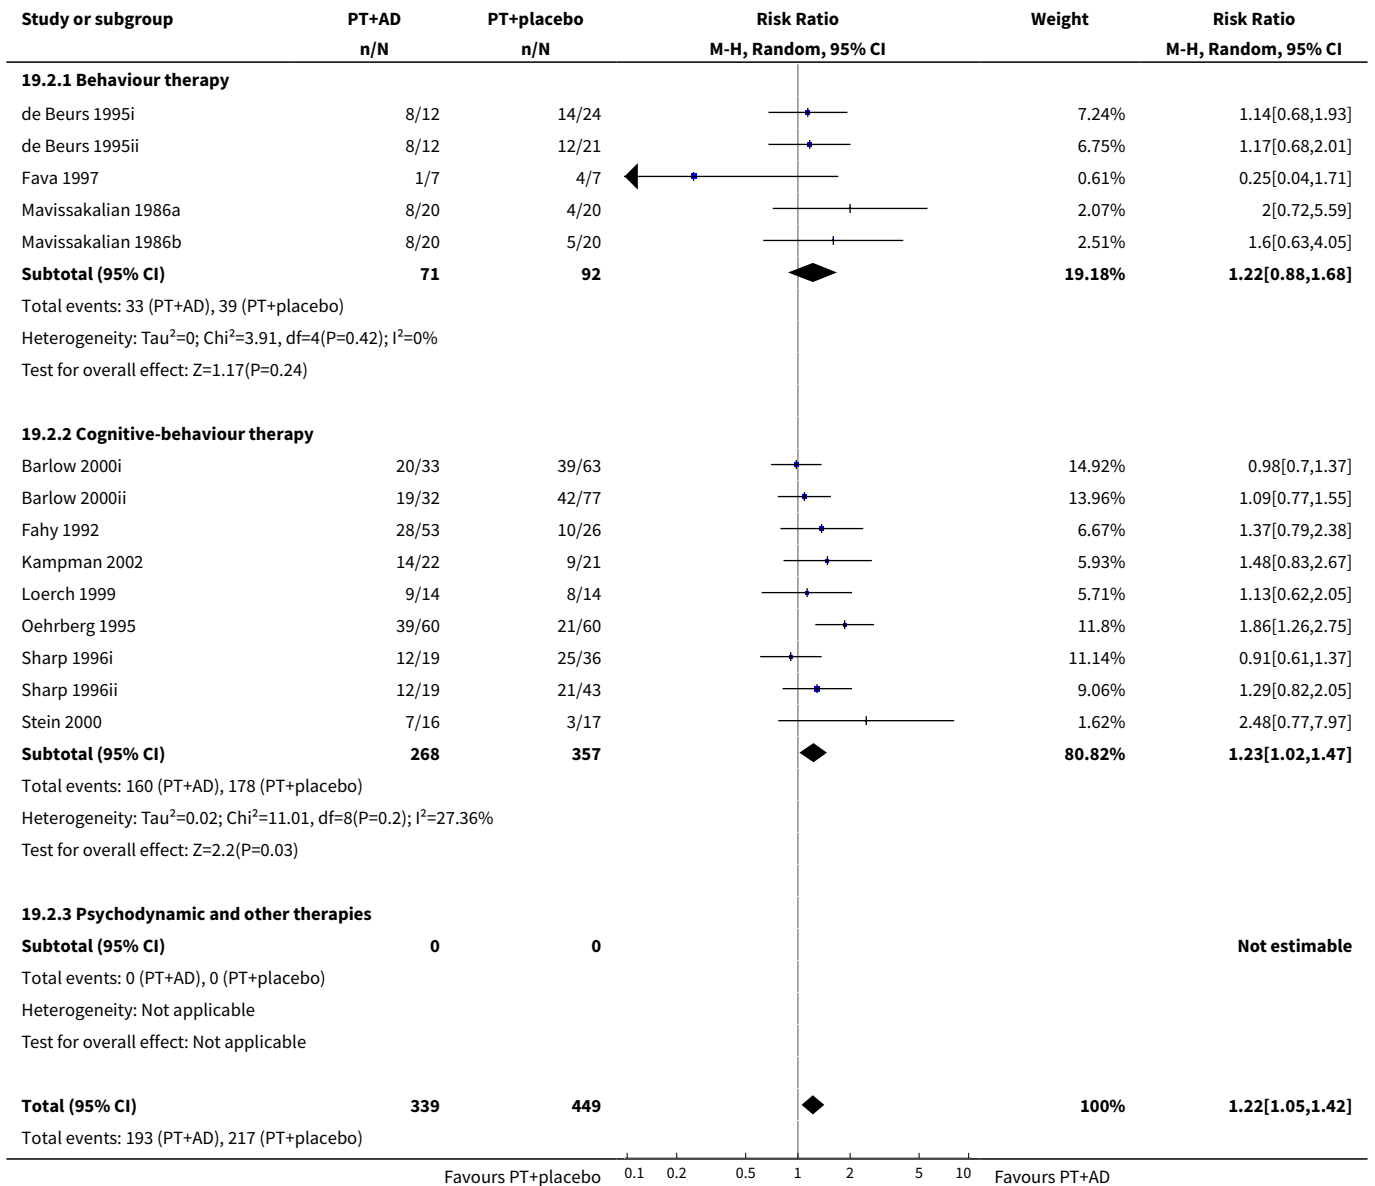 Study or subgroup PT+AD PT+placebo Risk Ratio Weight Risk Ratio
n/N n/N M-H, Random, 95% CI M-H, Random, 95% CI
19.2.1 Behaviour therapy
de Beurs 1995i 8/12 14/24 7.24% 1.14[0.68,1.93]
de Beurs 1995ii 8/12 12/21 6.75% 1.17[0.68,2.01]
Fava 1997 1/7 4/7 0.61% 0.25[0.04,1.71]
Mavissakalian 1986a 8/20 4/20 2.07% 2[0.72,5.59]
Mavissakalian 1986b 8/20 5/20 2.51% 1.6[0.63,4.05]
Subtotal (95% CI) 71 92 19.18% 1.22[0.88,1.68]
Total events: 33 (PT+AD), 39 (PT+placebo)
Heterogeneity: Tau²=0; Chi²=3.91, df=4(P=0.42); I²=0%
Test for overall effect: Z=1.17(P=0.24)
19.2.2 Cognitive-behaviour therapy
Barlow 2000i 20/33 39/63 14.92% 0.98[0.7,1.37]
Barlow 2000ii 19/32 42/77 13.96% 1.09[0.77,1.55]
Fahy 1992 28/53 10/26 6.67% 1.37[0.79,2.38]
Kampman 2002 14/22 9/21 5.93% 1.48[0.83,2.67]
Loerch 1999 9/14 8/14 5.71% 1.13[0.62,2.05]
Oehrberg 1995 39/60 21/60 11.8% 1.86[1.26,2.75]
Sharp 1996i 12/19 25/36 11.14% 0.91[0.61,1.37]
Sharp 1996ii 12/19 21/43 9.06% 1.29[0.82,2.05]
Stein 2000 7/16 3/17 1.62% 2.48[0.77,7.97]
Subtotal (95% CI) 268 357 80.82% 1.23[1.02,1.47]
Total events: 160 (PT+AD), 178 (PT+placebo)
Heterogeneity: Tau²=0.02; Chi²=11.01, df=8(P=0.2); I²=27.36%
Test for overall effect: Z=2.2(P=0.03)
19.2.3 Psychodynamic and other therapies
Subtotal (95% CI) 0 0 Not estimable
Total events: 0 (PT+AD), 0 (PT+placebo)
Heterogeneity: Not applicable
Test for overall effect: Not applicable
Total (95% CI) 339 449 100% 1.22[1.05,1.42]
Total events: 193 (PT+AD), 217 (PT+placebo)
Favours PT+placebo 0.1 0.2 0.5 1 2 5 10 Favours PT+AD